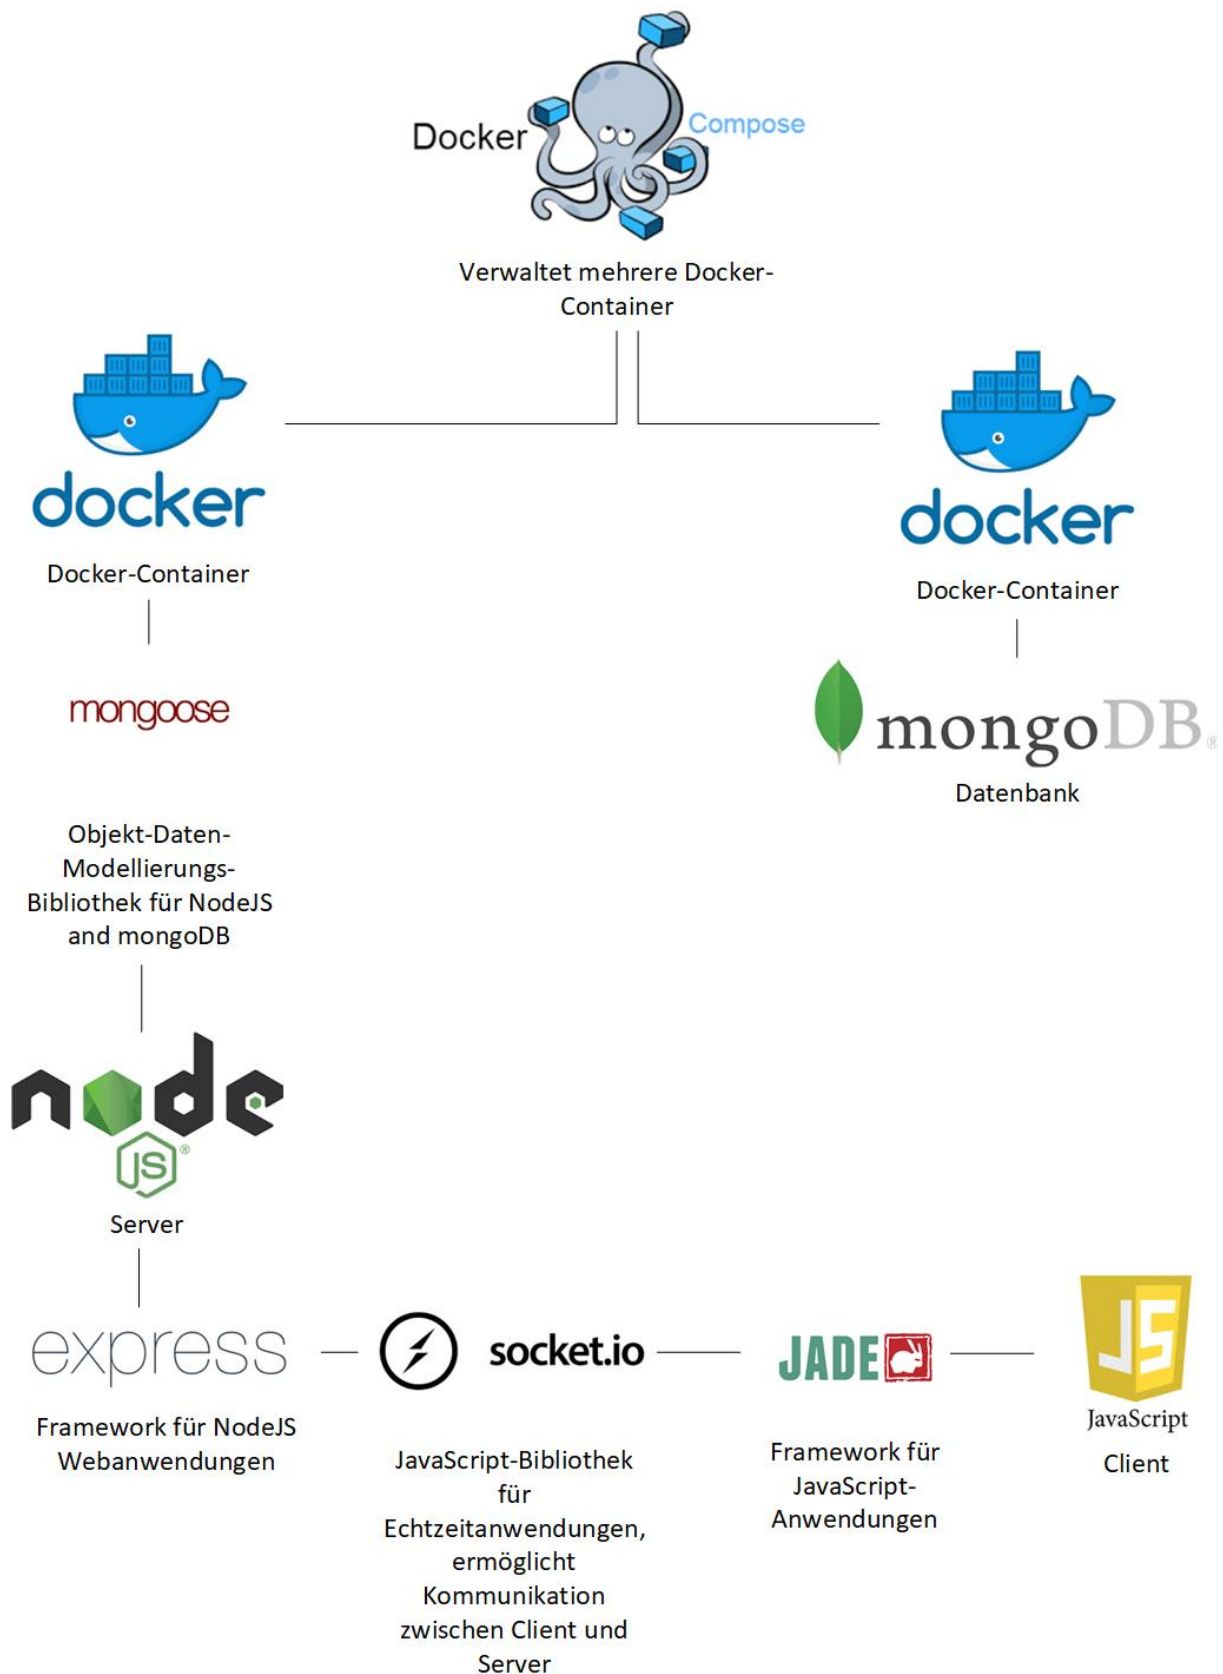 Docker
Compose
Verwaltet mehrere Docker-
Container
docker
Docker-Container
docker
Docker-Container
mongoose
mongoDB®
Datenbank
Objekt-Daten-
Modellierungs-
Bibliothek für NodeJS
and mongoDB
node
JS®
Server
express
Framework für NodeJS
Webanwendungen
socket.io
JavaScript-Bibliothek
für
Echtzeitanwendungen,
ermöglicht
Kommunikation
zwischen Client und
Server
JADE
Framework für
JavaScript-
Anwendungen
JS
JavaScript
Client